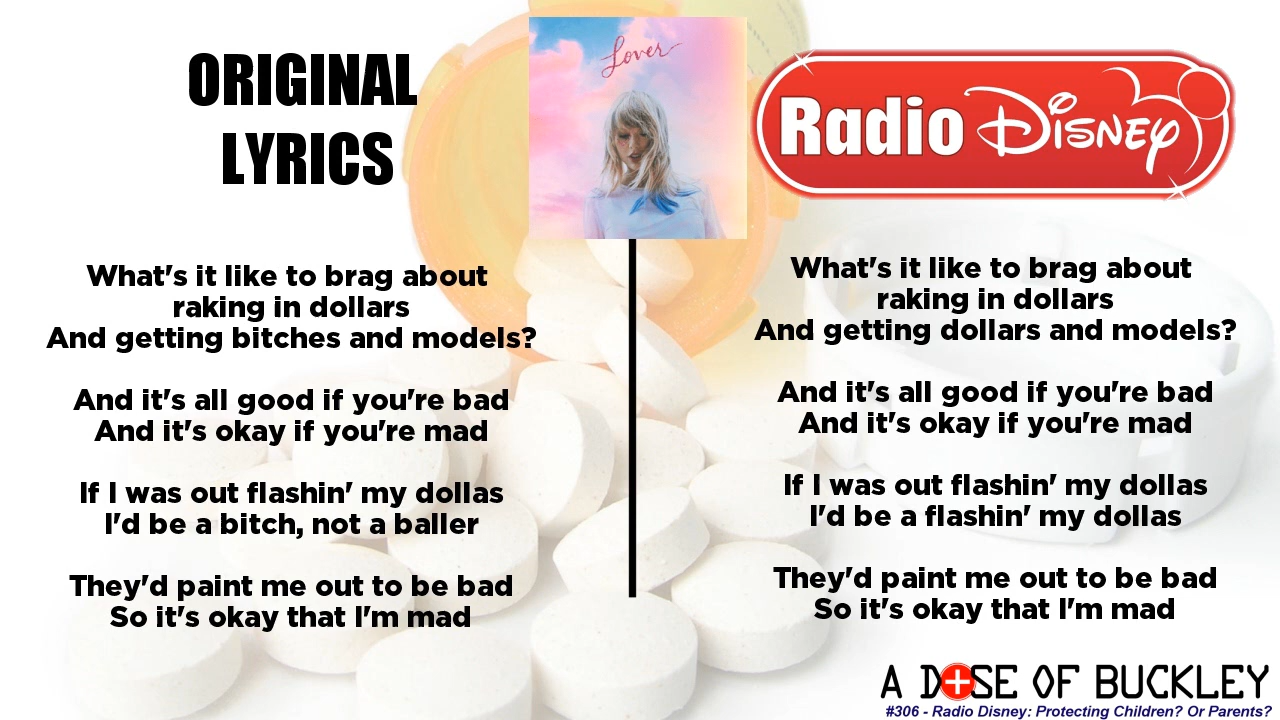 ORIGINAL
LYRICS
Lover
Radio Disney
What's it like to brag about
raking in dollars
And getting bitches and models?
And it's all good if you're bad
And it's okay if you're mad
If I was out flashin' my dollas
I'd be a bitch, not a baller
They'd paint me out to be bad
So it's okay that I'm mad
What's it like to brag about
raking in dollars
And getting dollars and models?
And it's all good if you're bad
And it's okay if you're mad
If I was out flashin' my dollas
I'd be a flashin' my dollas
They'd paint me out to be bad
So it's okay that I'm mad
A DOSE OF BUCKLEY
#306 - Radio Disney: Protecting Children? Or Parents?